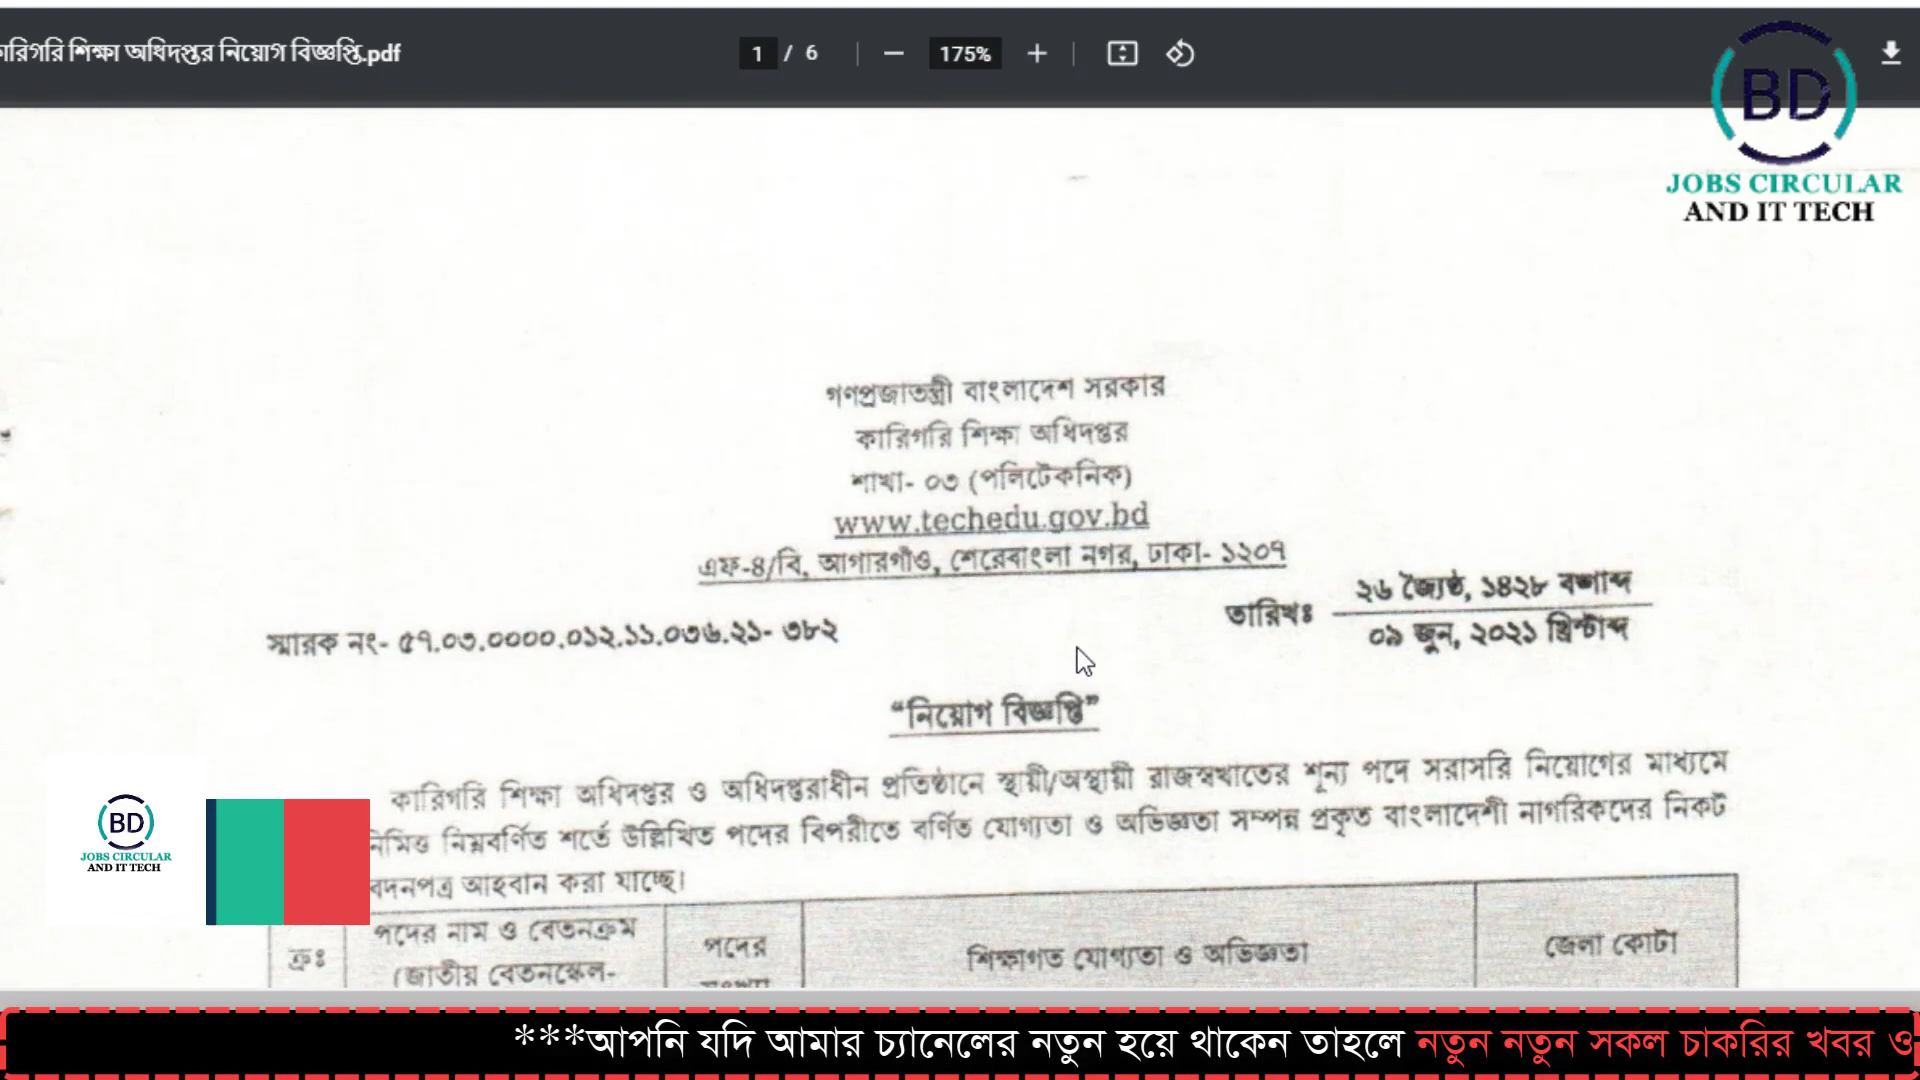 কারিগরি শিক্ষা অধিদপ্তর নিয়োগ বিজ্ঞপ্তি.pdf
1 / 6
175%
BD
JOBS CIRCULAR
AND IT TECH
গণপ্রজাতন্ত্রী বাংলাদেশ সরকার
কারিগরি শিক্ষা অধিদপ্তর
শাখা- ০৩ (পলিটেকনিক)
www.techedu.gov.bd
এফ-৪/বি, আগারগাঁও, শেরেবাংলা নগর, ঢাকা- ১২০৭
স্মারক নং- ৫৭.০৩.০০০০.০১২.১১.০৩৬.২১- ৩৮২
তারিখঃ
২৬ জ্যৈষ্ঠ, ১৪২৮ বঙ্গাব্দ
০৯ জুন, ২০২১ খ্রিস্টাব্দ
“নিয়োগ বিজ্ঞপ্তি”
কারিগরি শিক্ষা অধিদপ্তর ও অধিদপ্তরাধীন প্রতিষ্ঠানে স্থায়ী/অস্থায়ী রাজস্বখাতের শূন্য পদে সরাসরি নিয়োগের মাধ্যমে
নিমিত্ত নিম্নবর্ণিত শর্তে উল্লিখিত পদের বিপরীতে বর্ণিত যোগ্যতা ও অভিজ্ঞতা সম্পন্ন প্রকৃত বাংলাদেশী নাগরিকদের নিকট
বদনপত্র আহবান করা যাচ্ছে।
BD
JOBS CIRCULAR
AND IT TECH
ক্রঃ
পদের নাম ও বেতনক্রম
(জাতীয় বেতনস্কেল-
পদের
শিক্ষাগত যোগ্যতা ও অভিজ্ঞতা
জেলা কোটা
***আপনি যদি আমার চ্যানেলের নতুন হয়ে থাকেন তাহলে নতুন নতুন সকল চাকরির খবর ও